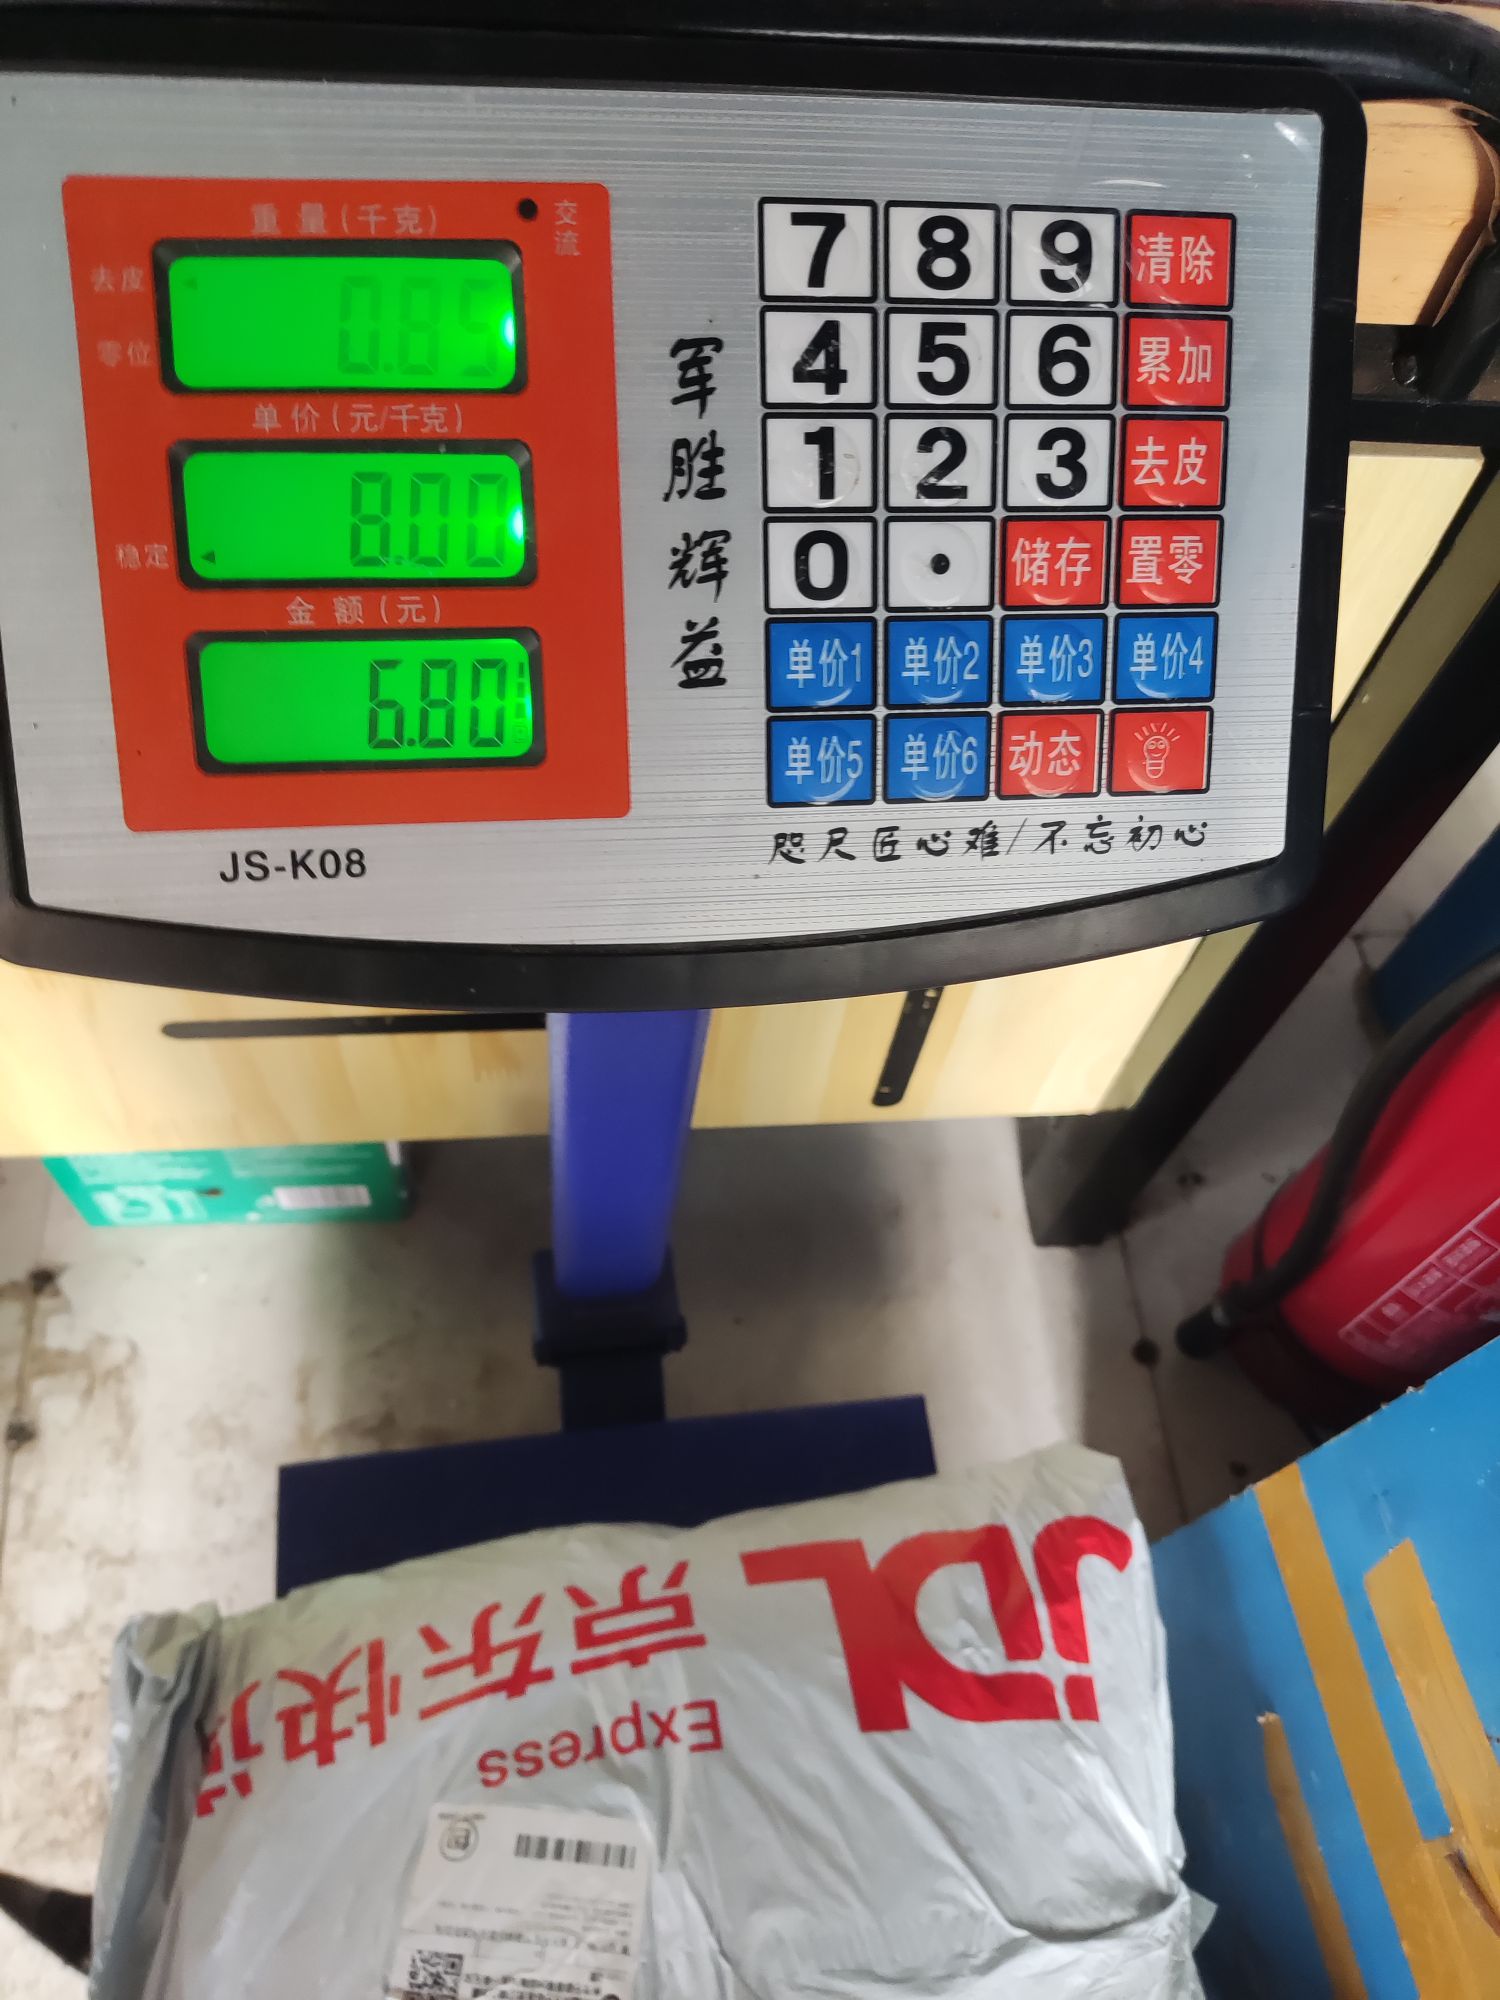 重量(千克)
交流
去皮
零位
0.85
单价(元/千克)
稳定
8.00
金额(元)
6.80
JS-K08
军胜辉益
7 8 9 清除
4 5 6 累加
1 2 3 去皮
0 . 储存 置零
单价1 单价2 单价3 单价4
单价5 单价6 动态
咫尺匠心难/不忘初心
JDL
京东快递
Express